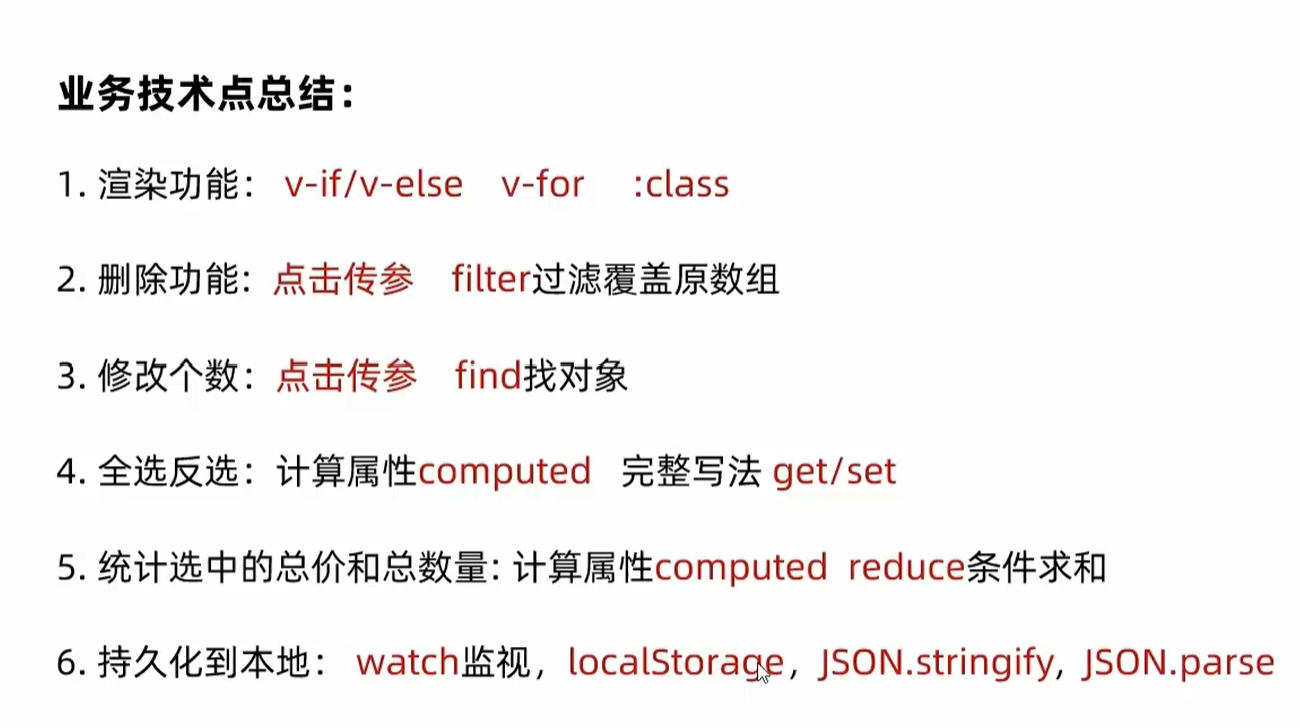 业务技术点总结：
1. 渲染功能： v-if/v-else v-for :class
2. 删除功能: 点击传参 filter过滤覆盖原数组
3. 修改个数：点击传参 find找对象
4. 全选反选：计算属性computed 完整写法 get/set
5. 统计选中的总价和总数量: 计算属性computed reduce条件求和
6. 持久化到本地： watch监视，localStorage，JSON.stringify, JSON.parse